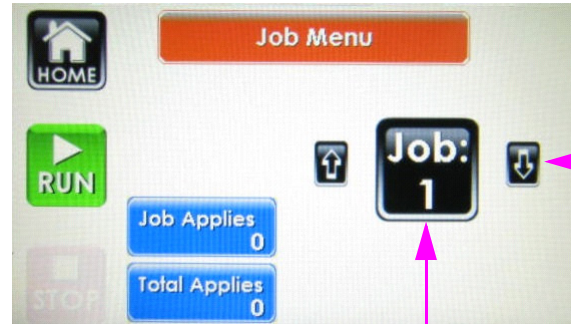 Job Menu
HOME
RUN
Job:
1
Job Applies
0
Total Applies
0
STOP